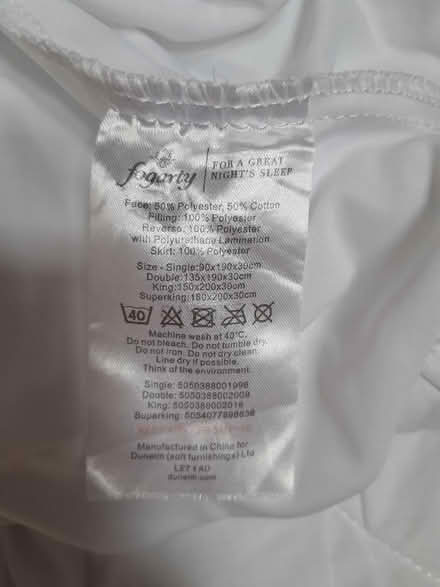 fogarty
FOR A GREAT
NIGHT'S SLEEP
Face: 50% Polyester, 50% Cotton
Filling: 100% Polyester
Reverse: 100% Polyester
with Polyurethane Lamination
Skirt: 100% Polyester
Size - Single:90x190x30cm
Double:135x190x30cm
King:150x200x30cm
Superking:180x200x30cm
40
Machine wash at 40°C.
Do not bleach. Do not tumble dry.
Do not iron. Do not dry clean.
Line dry if possible.
Think of the environment.
Single: 5050388001996
Double: 5050388002009
King: 5050388002016
Superking: 5054077898638
Manufactured in China for
Dunelm (soft furnishings) Ltd
LE7 1AD
dunelm.com